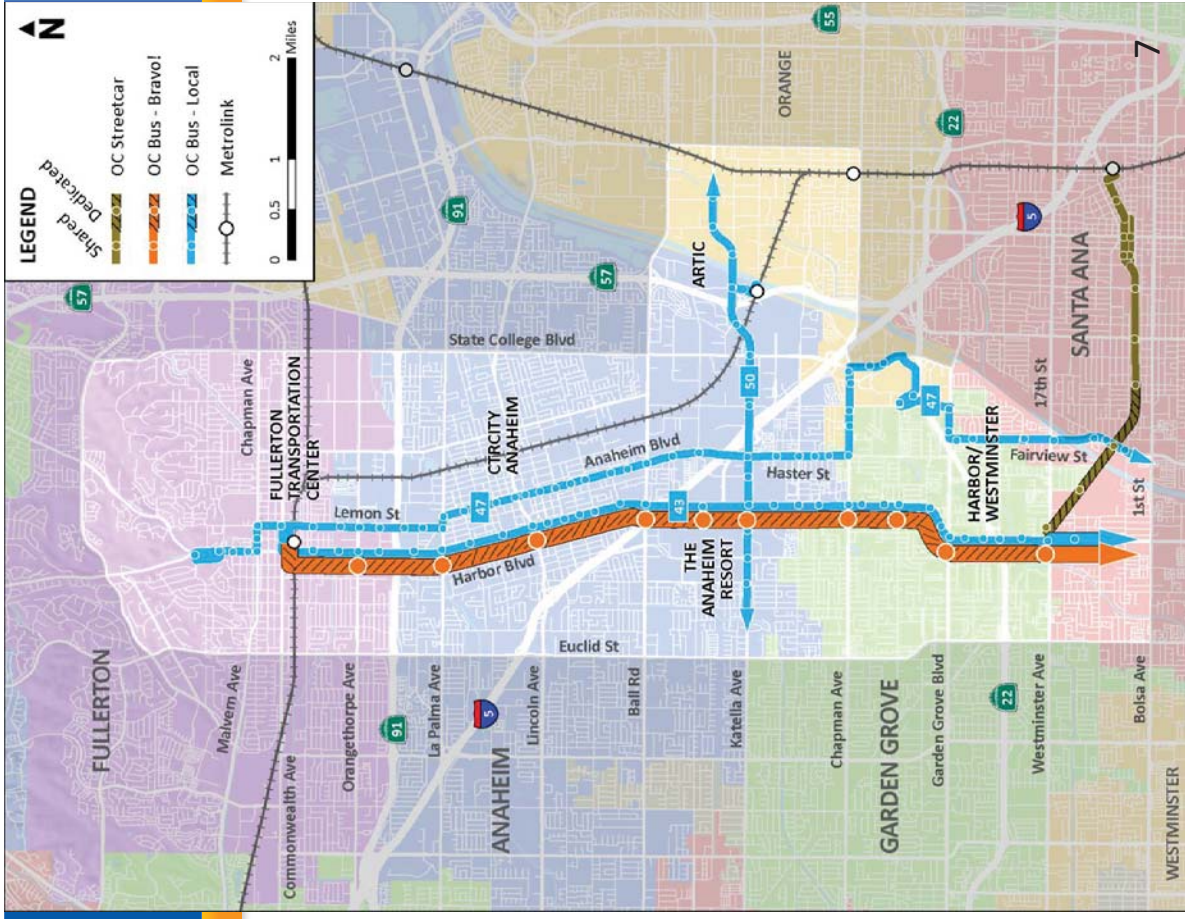 N
LEGEND
Shared
Dedicated
OC Streetcar
OC Bus - Bravo!
OC Bus - Local
Metrolink
0
0.5
1
2
Miles
57
91
57
55
22
5
ORANGE
FULLERTON
Chapman Ave
FULLERTON
TRANSPORTATION
CENTER
Malvern Ave
Commonwealth Ave
Orangethorpe Ave
91
La Palma Ave
5
ANAHEIM
Lincoln Ave
Ball Rd
Katella Ave
Chapman Ave
GARDEN GROVE
Garden Grove Blvd
22
Westminster Ave
Bolsa Ave
WESTMINSTER
State College Blvd
Lemon St
47
CTRCITY
ANAHEIM
Anaheim Blvd
Harbor Blvd
Euclid St
43
THE
ANAHEIM
RESORT
50
ARTIC
Haster St
47
HARBOR/
WESTMINSTER
Fairview St
17th St
SANTA ANA
1st St
7